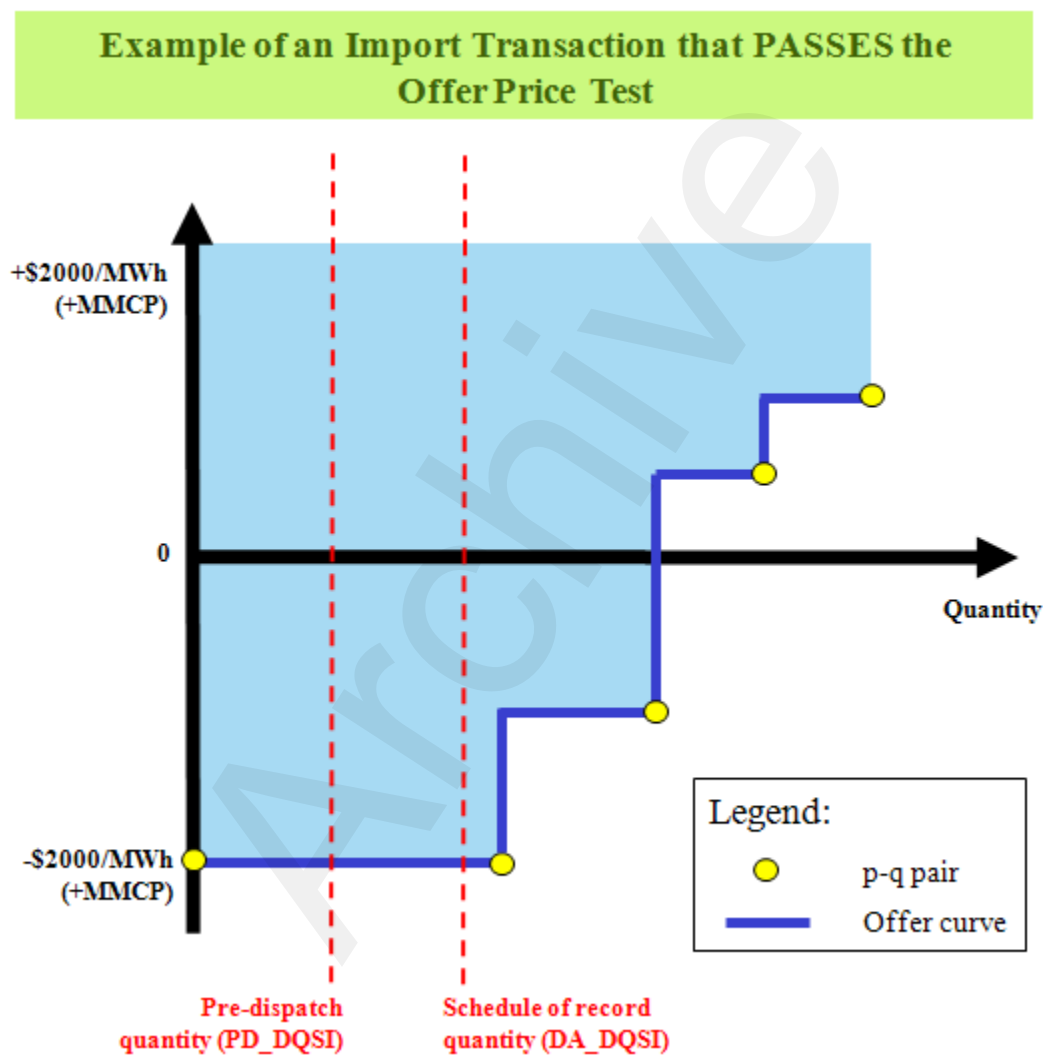 Example of an Import Transaction that PASSES the
Offer Price Test
+$2000/MWh
(+MMCP)
0
Quantity
-$2000/MWh
(+MMCP)
Legend:
p-q pair
Offer curve
Pre-dispatch
quantity (PD_DQSI)
Schedule of record
quantity (DA_DQSI)
Archive